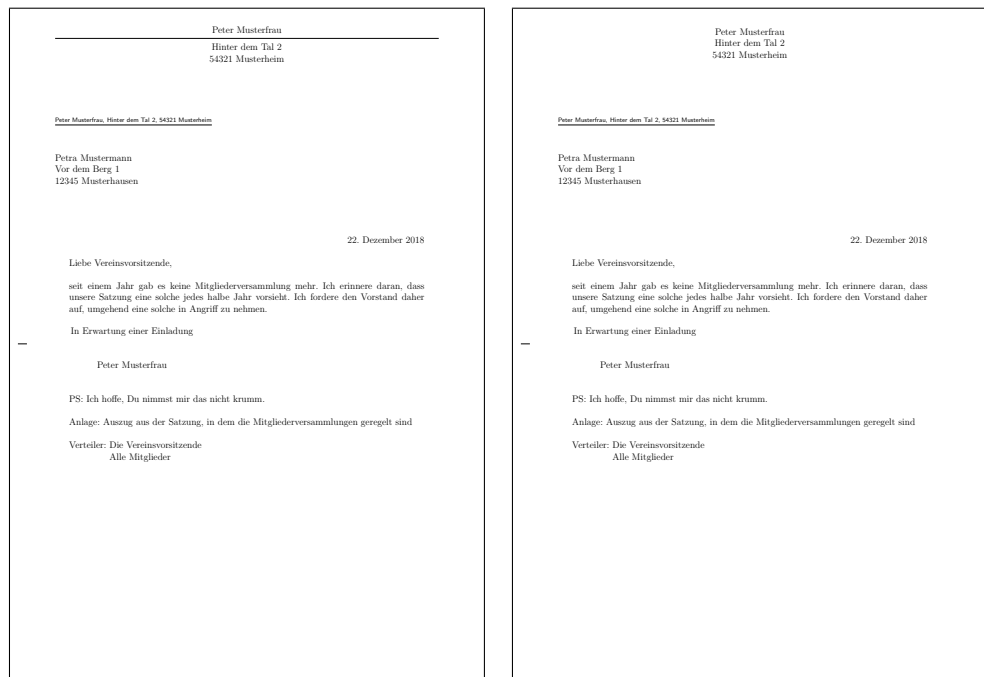 Peter Musterfrau
Hinter dem Tal 2
54321 Musterheim
Peter Musterfrau, Hinter dem Tal 2, 54321 Musterheim
Petra Mustermann
Vor dem Berg 1
12345 Musterhausen
22. Dezember 2018
Liebe Vereinsvorsitzende,
seit einem Jahr gab es keine Mitgliederversammlung mehr. Ich erinnere daran, dass
unsere Satzung eine solche jedes halbe Jahr vorsieht. Ich fordere den Vorstand daher
auf, umgehend eine solche in Angriff zu nehmen.
In Erwartung einer Einladung
Peter Musterfrau
PS: Ich hoffe, Du nimmst mir das nicht krumm.
Anlage: Auszug aus der Satzung, in dem die Mitgliederversammlungen geregelt sind
Verteiler: Die Vereinsvorsitzende
Alle Mitglieder
Peter Musterfrau
Hinter dem Tal 2
54321 Musterheim
Peter Musterfrau, Hinter dem Tal 2, 54321 Musterheim
Petra Mustermann
Vor dem Berg 1
12345 Musterhausen
22. Dezember 2018
Liebe Vereinsvorsitzende,
seit einem Jahr gab es keine Mitgliederversammlung mehr. Ich erinnere daran, dass
unsere Satzung eine solche jedes halbe Jahr vorsieht. Ich fordere den Vorstand daher
auf, umgehend eine solche in Angriff zu nehmen.
In Erwartung einer Einladung
Peter Musterfrau
PS: Ich hoffe, Du nimmst mir das nicht krumm.
Anlage: Auszug aus der Satzung, in dem die Mitgliederversammlungen geregelt sind
Verteiler: Die Vereinsvorsitzende
Alle Mitglieder